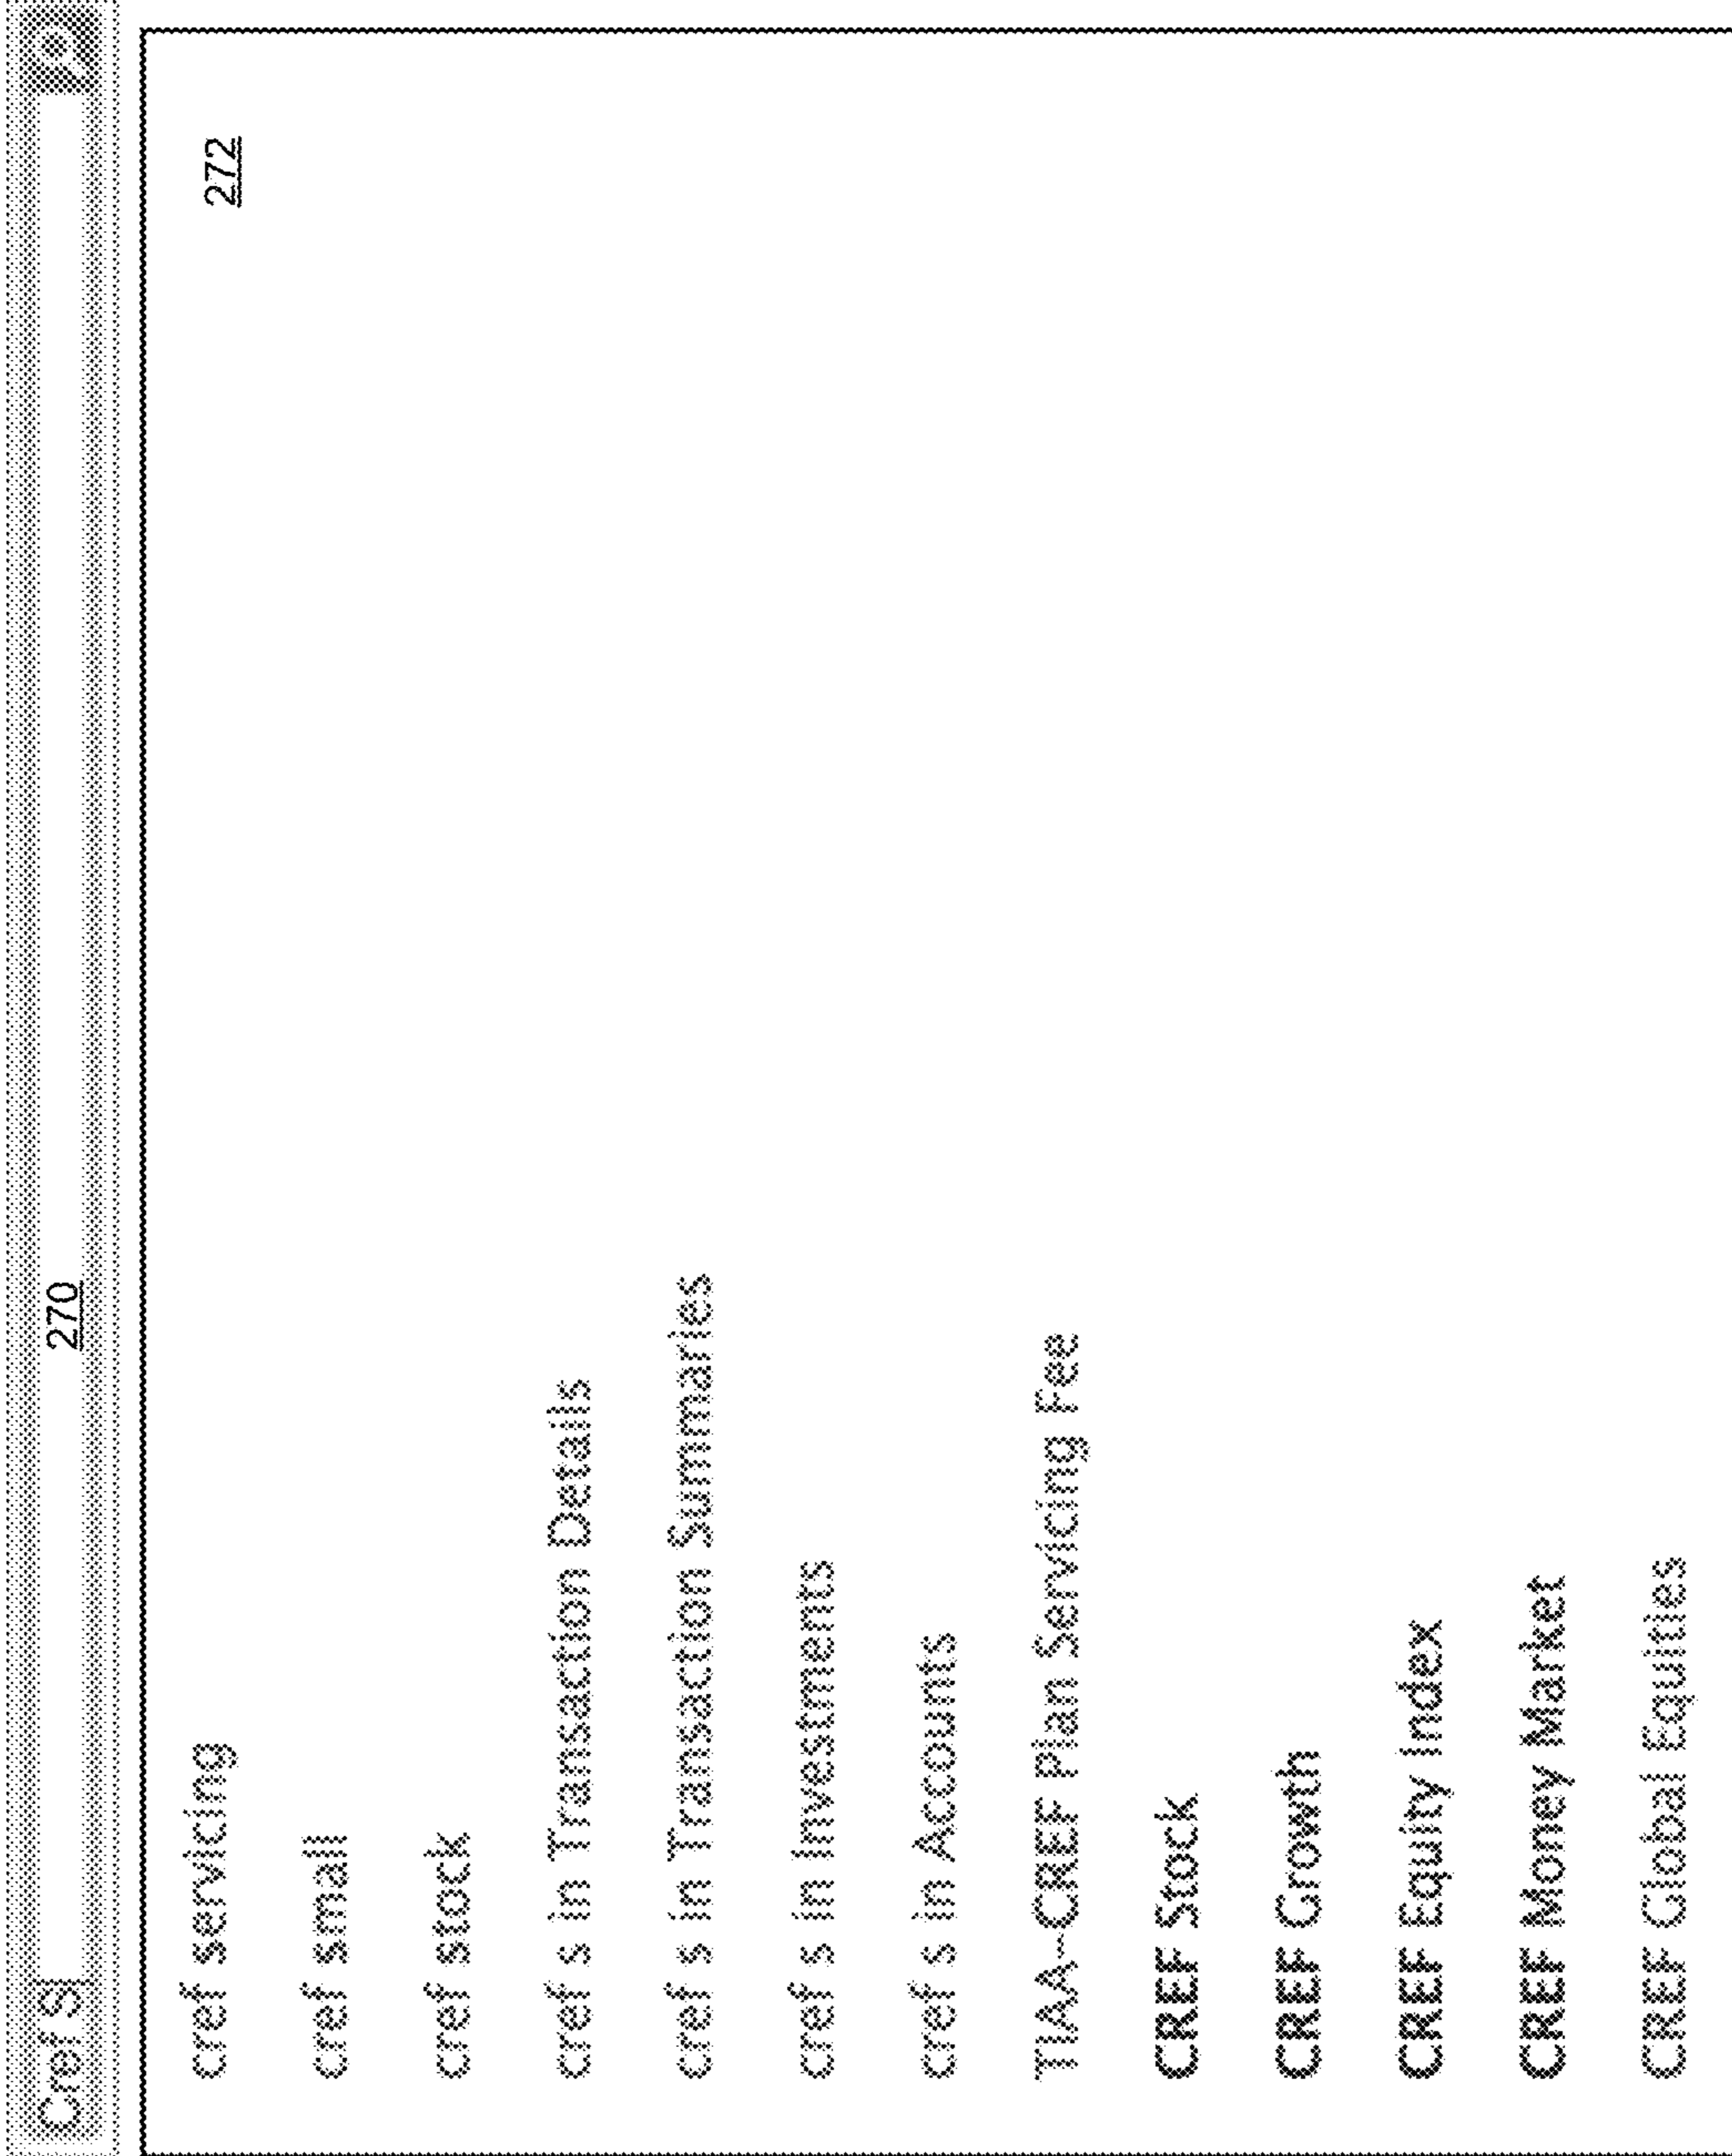 Cref S 270
272
cref servicing
cref small
cref stock
cref s in Transaction Details
cref s in Transaction Summaries
cref s in Investments
cref s in Accounts
TIAA-CREF Plan Servicing Fee
CREF Stock
CREF Growth
CREF Equity Index
CREF Money Market
CREF Global Equities